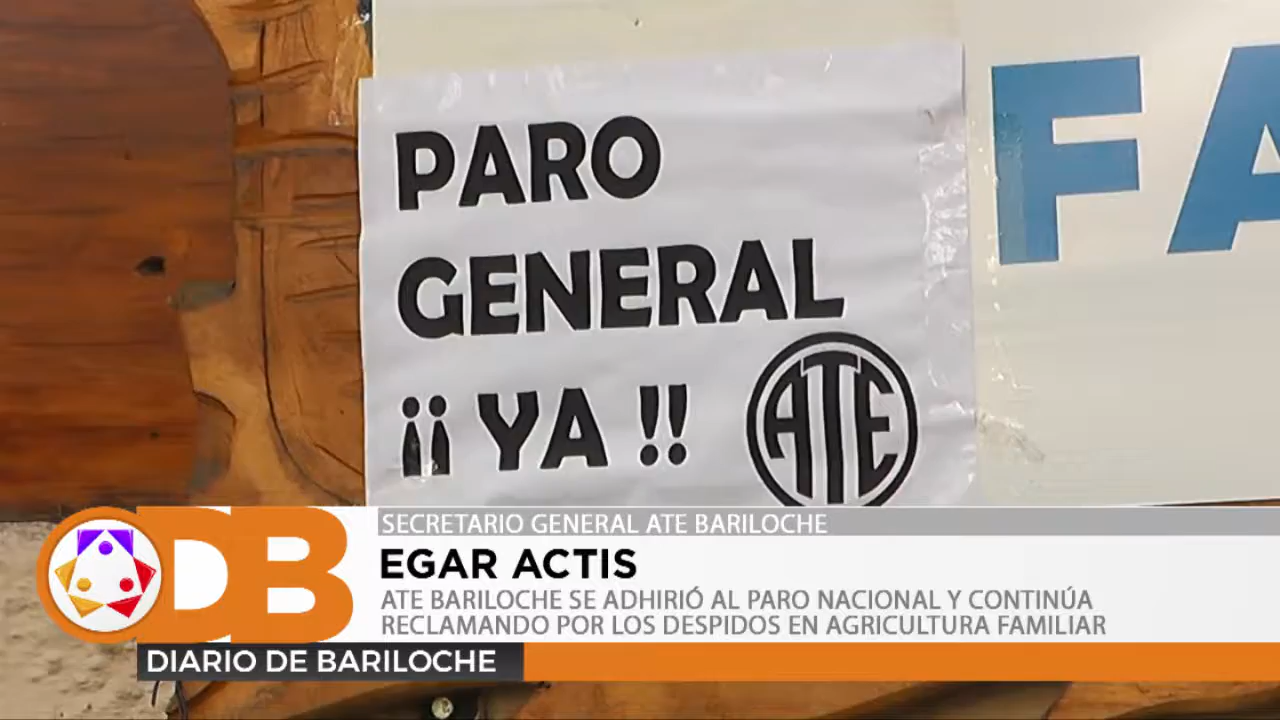 PARO
GENERAL
¡¡ YA !!
ATE
FA
SECRETARIO GENERAL ATE BARILOCHE
EGAR ACTIS
ATE BARILOCHE SE ADHIRIÓ AL PARO NACIONAL Y CONTINÚA
RECLAMANDO POR LOS DESPIDOS EN AGRICULTURA FAMILIAR
DB
DIARIO DE BARILOCHE